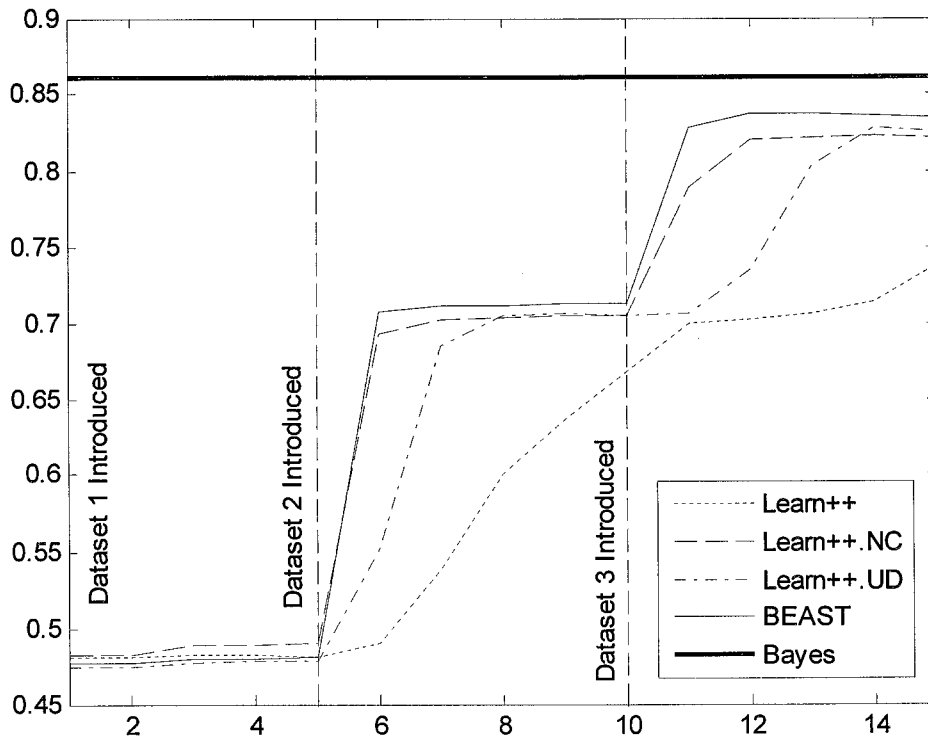 0.9
0.85
0.8
0.75
0.7
0.65
0.6
0.55
0.5
0.45
2
4
6
8
10
12
14
Dataset 1 Introduced
Dataset 2 Introduced
Dataset 3 Introduced
Learn++
Learn++.NC
Learn++.UD
BEAST
Bayes